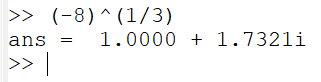 >> (-8)^(1/3)
ans =  1.0000 + 1.7321i
>>